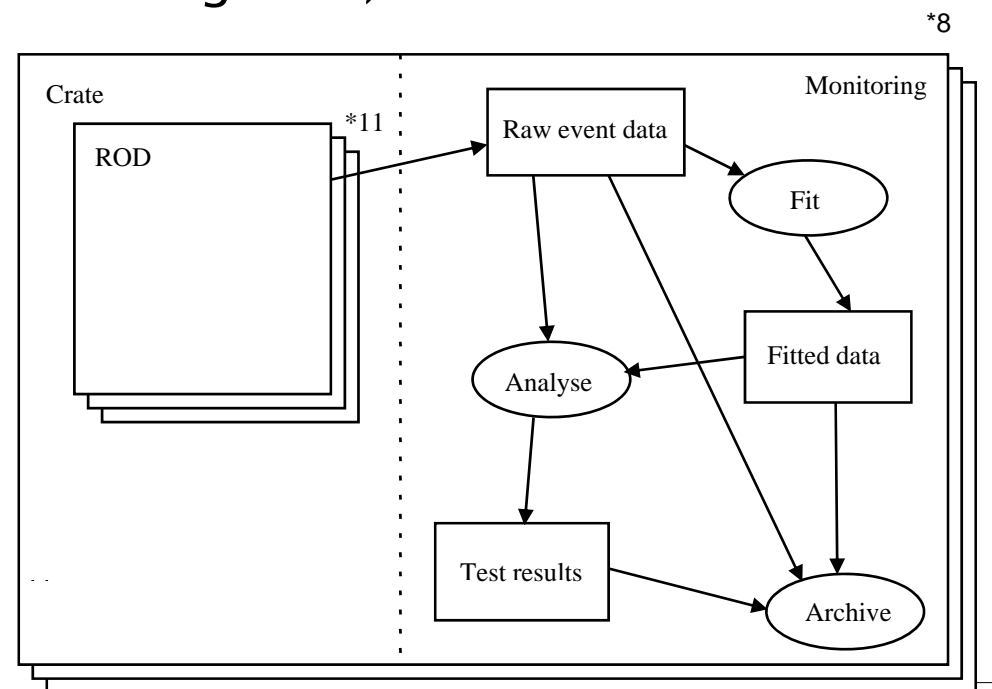 *8
Crate
Monitoring
*11
ROD
Raw event data
Fit
Fitted data
Analyse
Test results
Archive